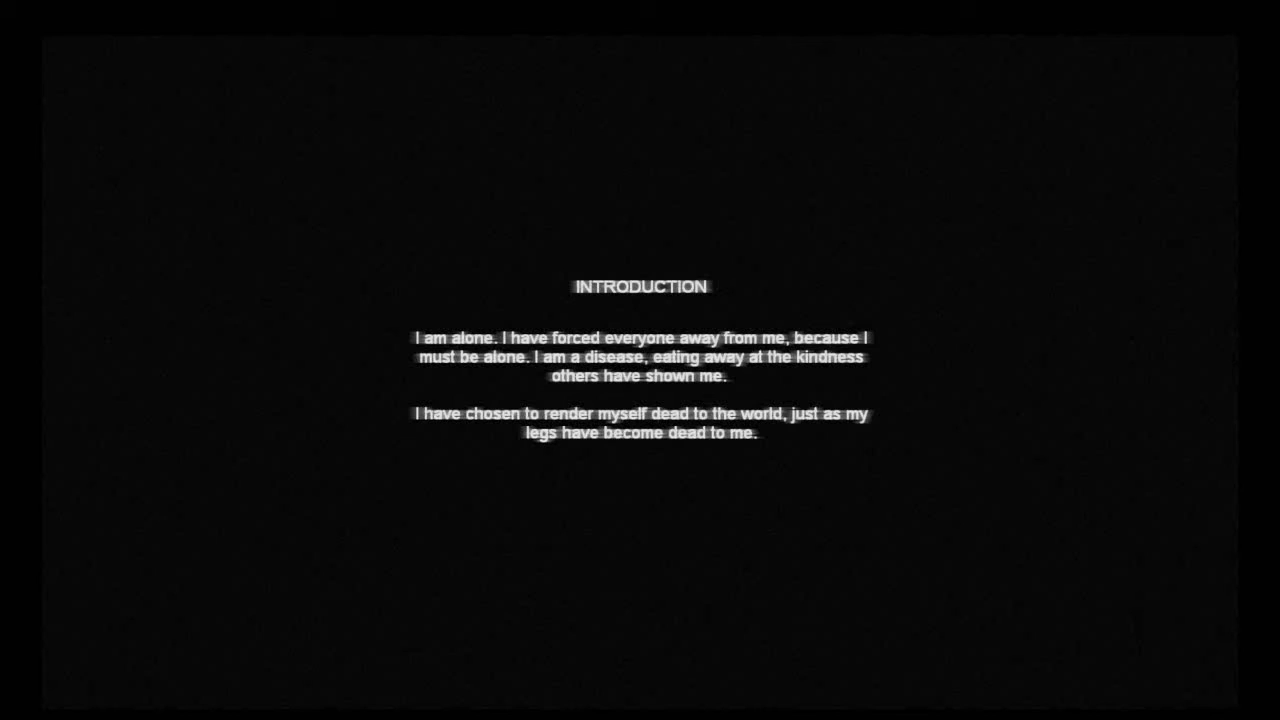 INTRODUCTION
I am alone. I have forced everyone away from me, because I
must be alone. I am a disease, eating away at the kindness
others have shown me.
I have chosen to render myself dead to the world, just as my
legs have become dead to me.